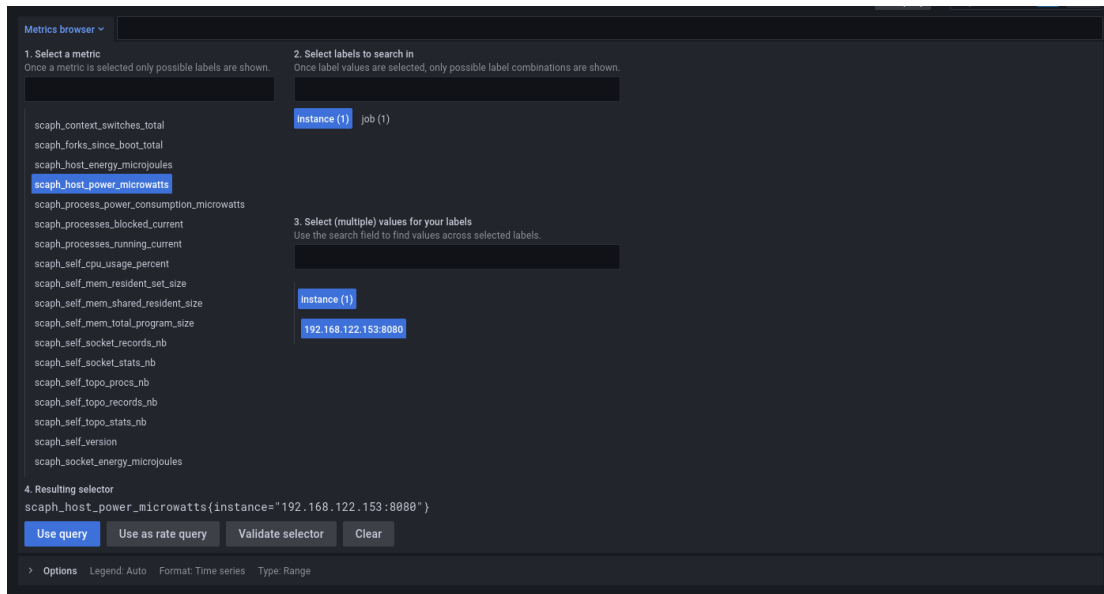 Metrics browser
1. Select a metric
Once a metric is selected only possible labels are shown.
scaph_context_switches_total
scaph_forks_since_boot_total
scaph_host_energy_microjoules
scaph_host_power_microwatts
scaph_process_power_consumption_microwatts
scaph_processes_blocked_current
scaph_processes_running_current
scaph_self_cpu_usage_percent
scaph_self_mem_resident_set_size
scaph_self_mem_shared_resident_size
scaph_self_mem_total_program_size
scaph_self_socket_records_nb
scaph_self_socket_stats_nb
scaph_self_topo_procs_nb
scaph_self_topo_records_nb
scaph_self_topo_stats_nb
scaph_self_version
scaph_socket_energy_microjoules
2. Select labels to search in
Once label values are selected, only possible label combinations are shown.
instance (1) job (1)
3. Select (multiple) values for your labels
Use the search field to find values across selected labels.
instance (1)
192.168.122.153:8080
4. Resulting selector
scaph_host_power_microwatts{instance="192.168.122.153:8080"}
Use query Use as rate query Validate selector Clear
Options Legend: Auto Format: Time series Type: Range